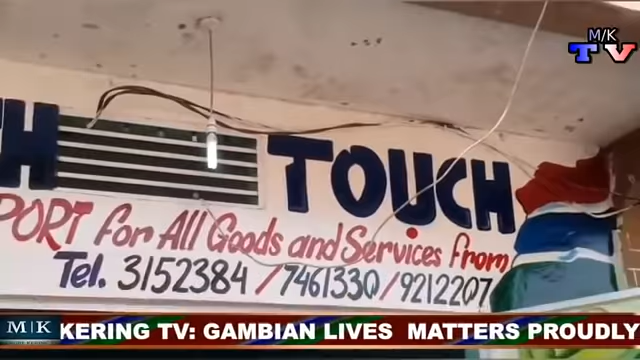 M/K
TV
H TOUCH
PORT for All Goods and Services from
Tel. 3152384/7461330/9212207
M|K
KERING TV: GAMBIAN LIVES MATTERS PROUDLY